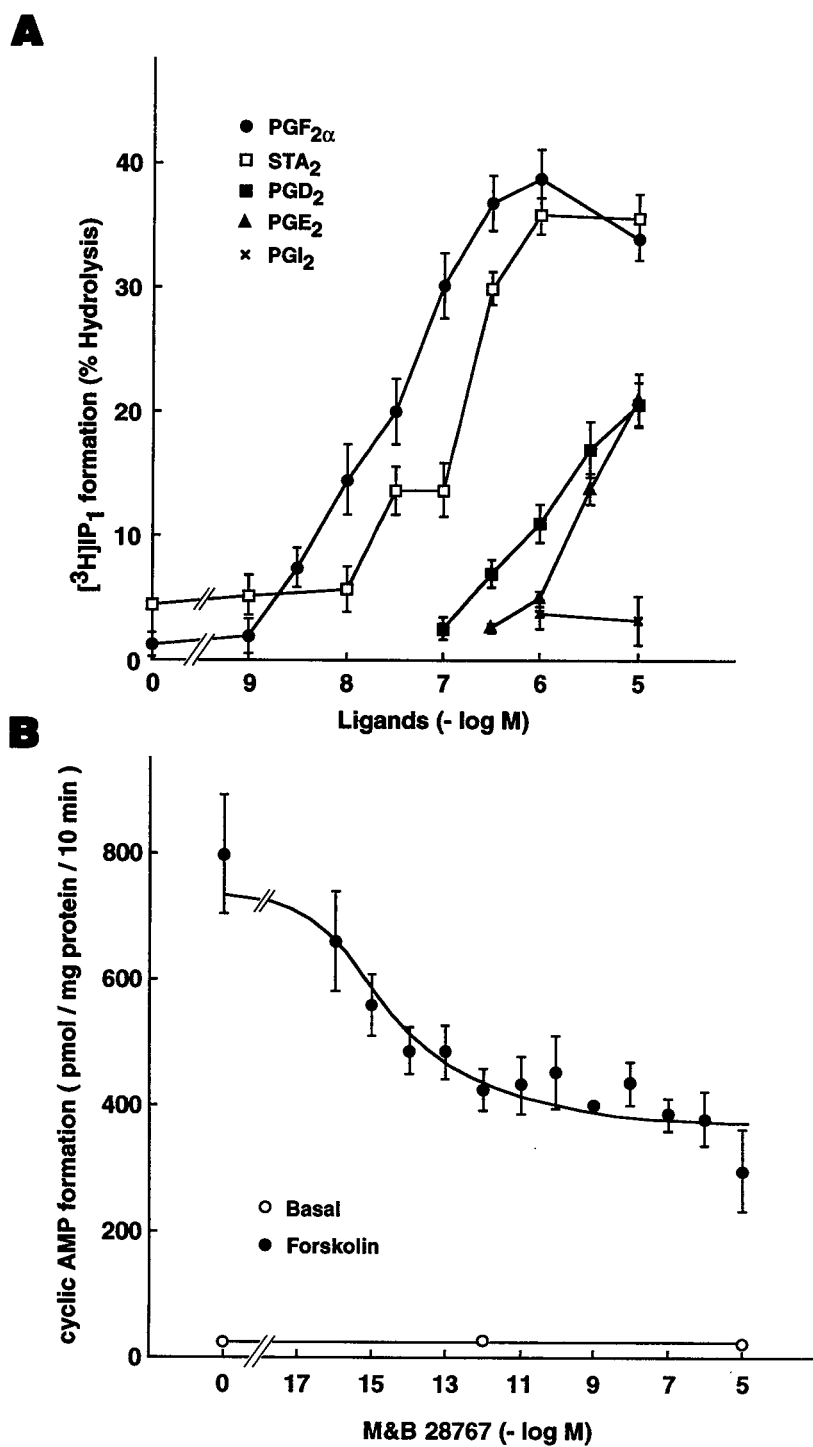 A
PGF2α
STA2
PGD2
PGE2
PGI2
[3H]IP1 formation (% Hydrolysis)
40
30
20
10
0
0 9 8 7 6 5
Ligands (- log M)
B
cyclic AMP formation ( pmol / mg protein / 10 min )
800
600
400
200
0
Basal
Forskolin
0 17 15 13 11 9 7 5
M&B 28767 (- log M)